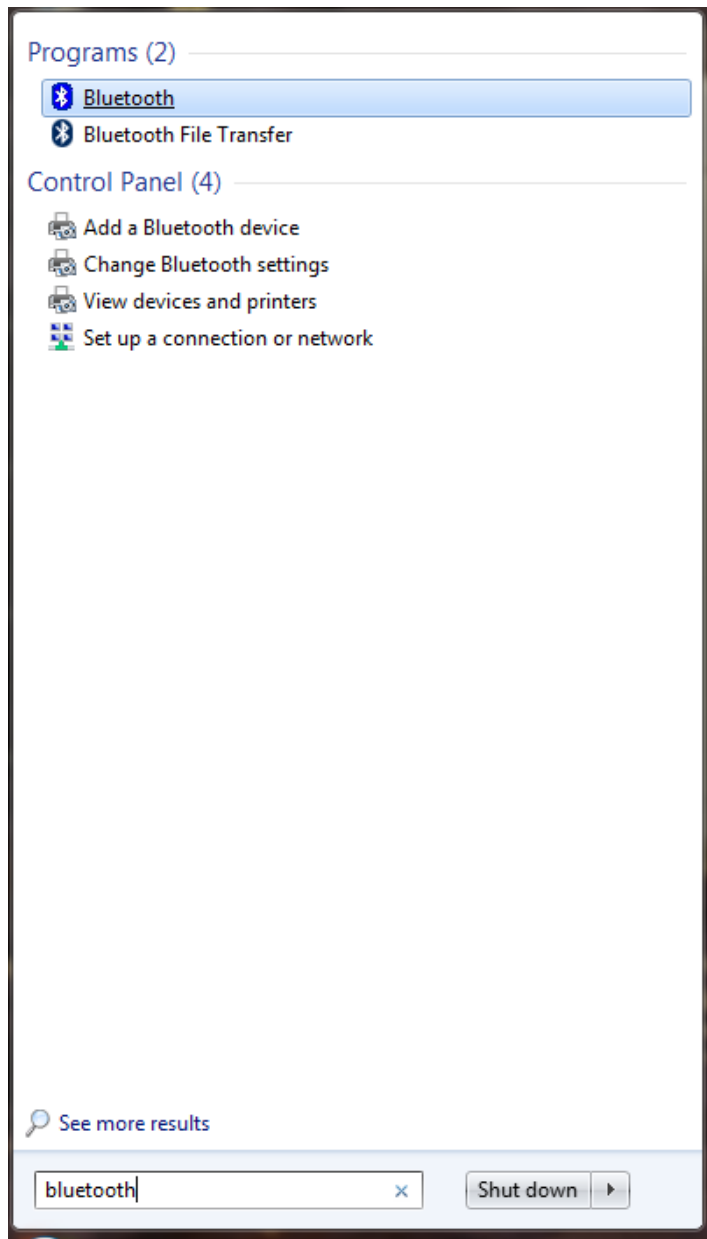 Programs (2)
Bluetooth
Bluetooth File Transfer
Control Panel (4)
Add a Bluetooth device
Change Bluetooth settings
View devices and printers
Set up a connection or network
See more results
bluetooth
Shut down